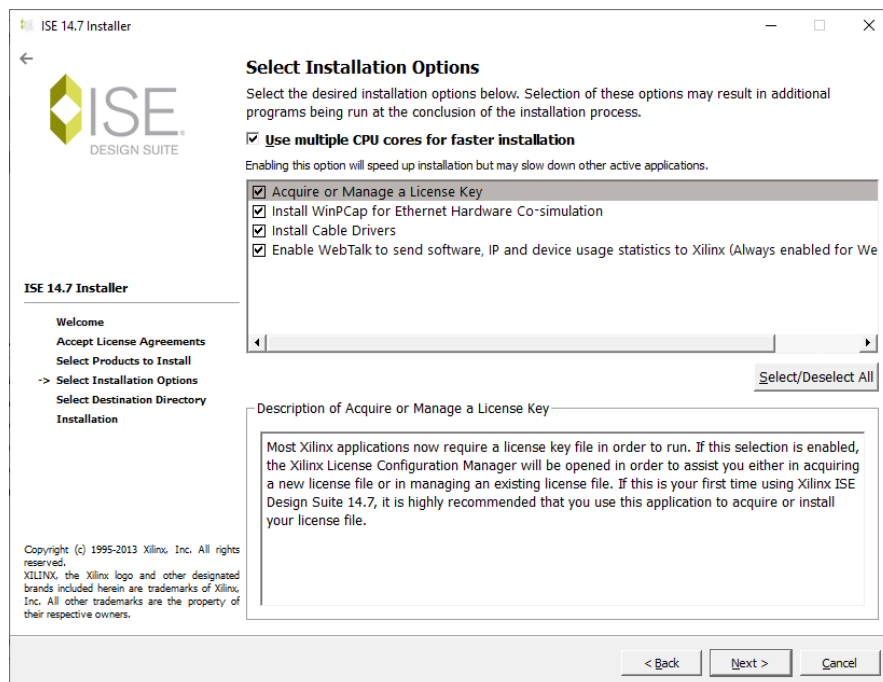 ISE 14.7 Installer
ISE
DESIGN SUITE
Select Installation Options
Select the desired installation options below. Selection of these options may result in additional
programs being run at the conclusion of the installation process.
Use multiple CPU cores for faster installation
Enabling this option will speed up installation but may slow down other active applications.
Acquire or Manage a License Key
Install WinPCap for Ethernet Hardware Co-simulation
Install Cable Drivers
Enable WebTalk to send software, IP and device usage statistics to Xilinx (Always enabled for We
Select/Deselect All
ISE 14.7 Installer
Welcome
Accept License Agreements
Select Products to Install
-> Select Installation Options
Select Destination Directory
Installation
Description of Acquire or Manage a License Key
Most Xilinx applications now require a license key file in order to run. If this selection is enabled,
the Xilinx License Configuration Manager will be opened in order to assist you either in acquiring
a new license file or in managing an existing license file. If this is your first time using Xilinx ISE
Design Suite 14.7, it is highly recommended that you use this application to acquire or install
your license file.
Copyright (c) 1995-2013 Xilinx, Inc. All rights
reserved.
XILINX, the Xilinx logo and other designated
brands included herein are trademarks of Xilinx,
Inc. All other trademarks are the property of
their respective owners.
< Back
Next >
Cancel